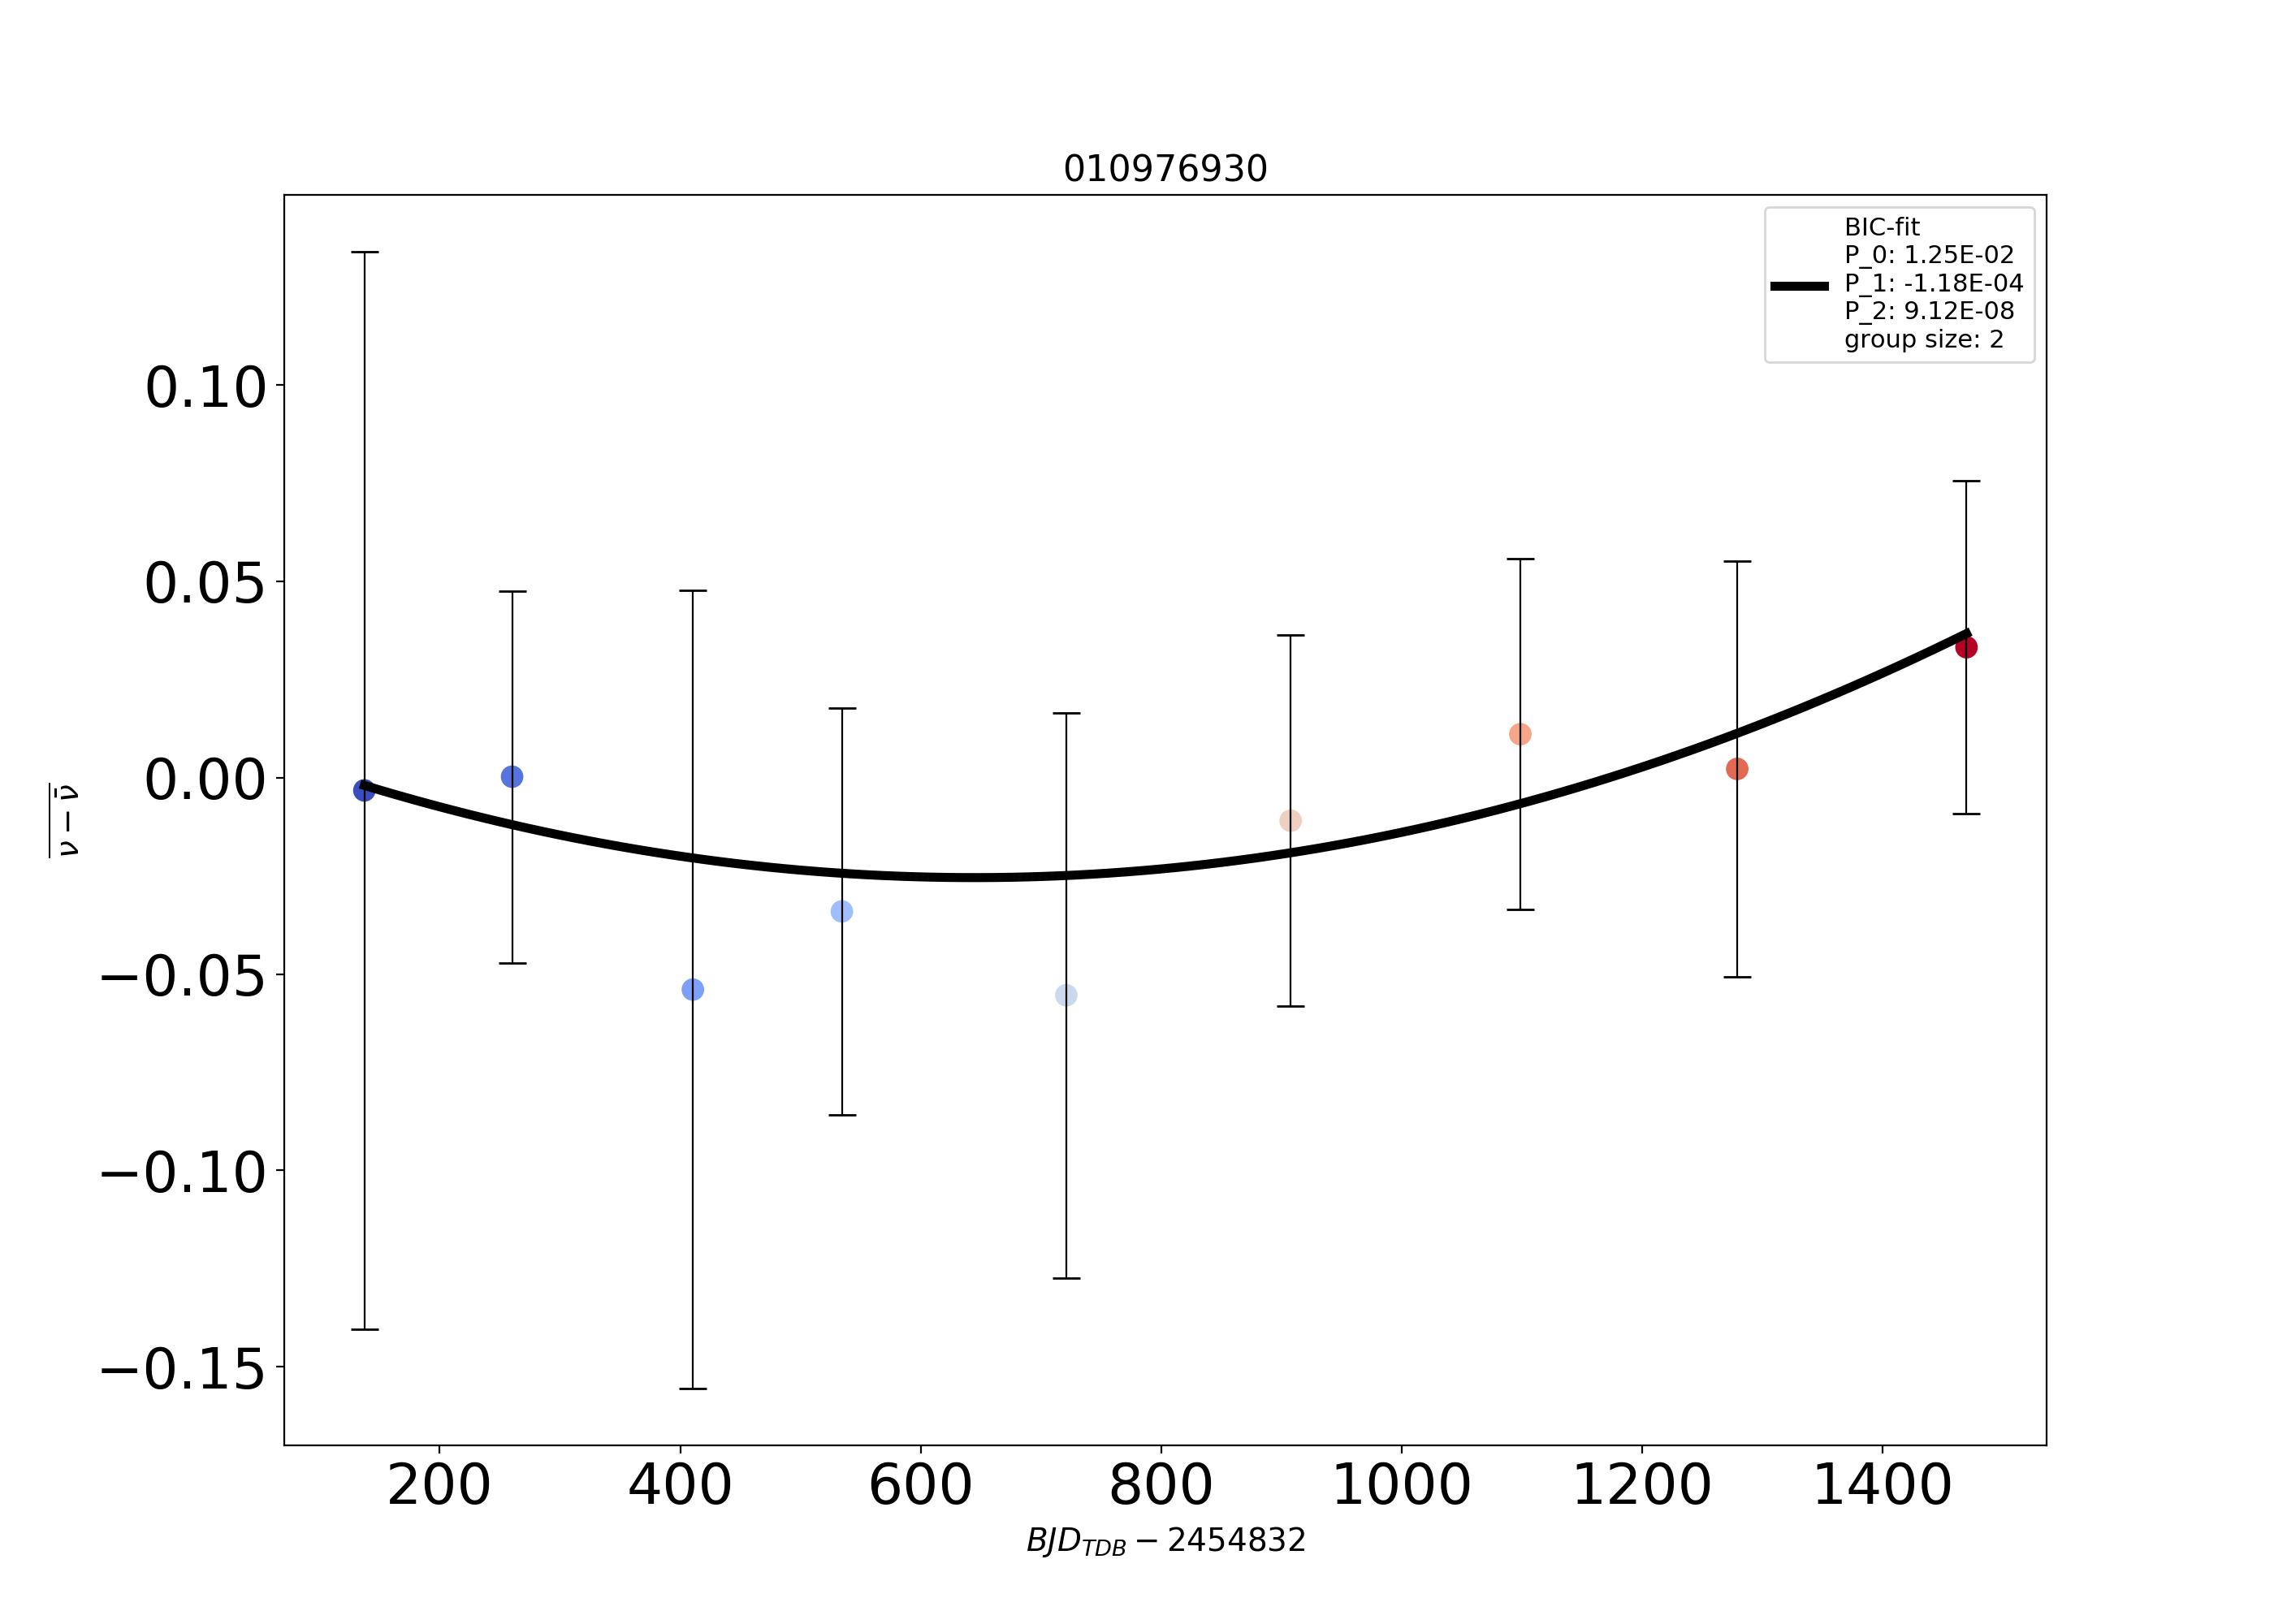 010976930
BIC-fit
P_0: 1.25E-02
P_1: -1.18E-04
P_2: 9.12E-08
group size: 2
0.10
0.05
0.00
−0.05
−0.10
−0.15
ν − ν̄
200 400 600 800 1000 1200 1400
BJD_TDB − 2454832